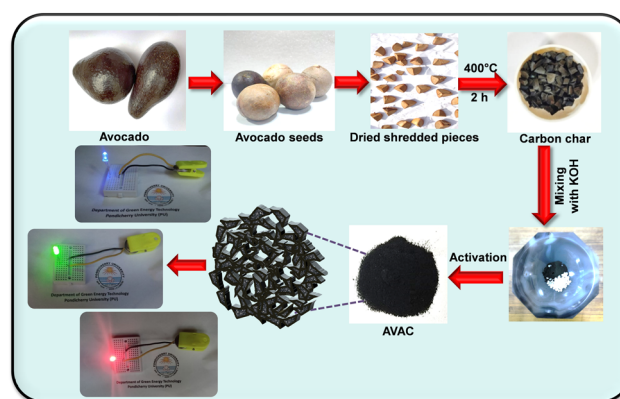 Avocado
Avocado seeds
Dried shredded pieces
400°C
2 h
Carbon char
Mixing
with KOH
Activation
AVAC
Department of Green Energy Technology
Pondicherry University (PU)
Department of Green Energy Technology
Pondicherry University (PU)
Department of Green Energy Technology
Pondicherry University (PU)